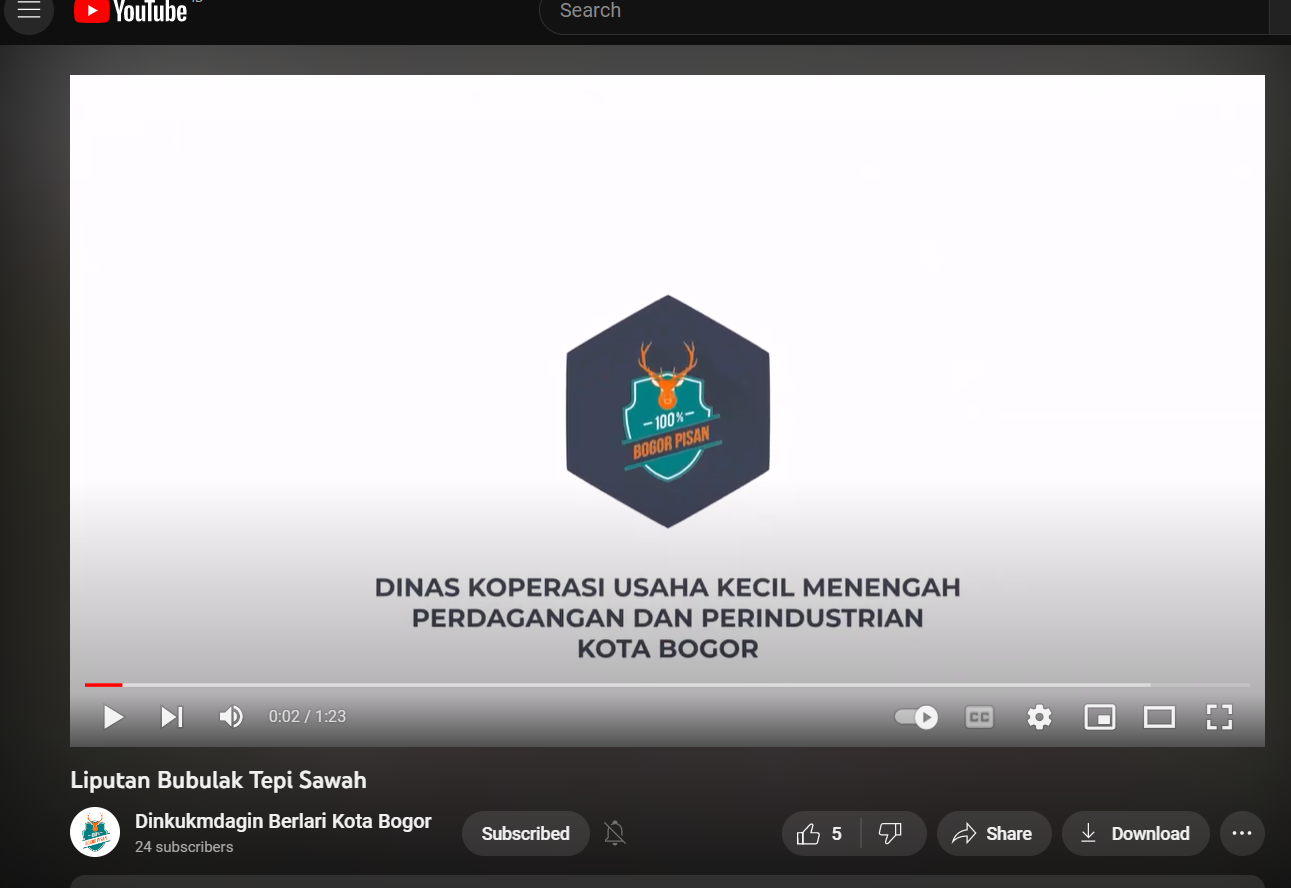 YouTube
Search
100%
BOGOR PISAN
DINAS KOPERASI USAHA KECIL MENENGAH
PERDAGANGAN DAN PERINDUSTRIAN
KOTA BOGOR
0:02 / 1:23
CC
Liputan Bubulak Tepi Sawah
Dinkukmdagin Berlari Kota Bogor
24 subscribers
Subscribed
5
Share
Download